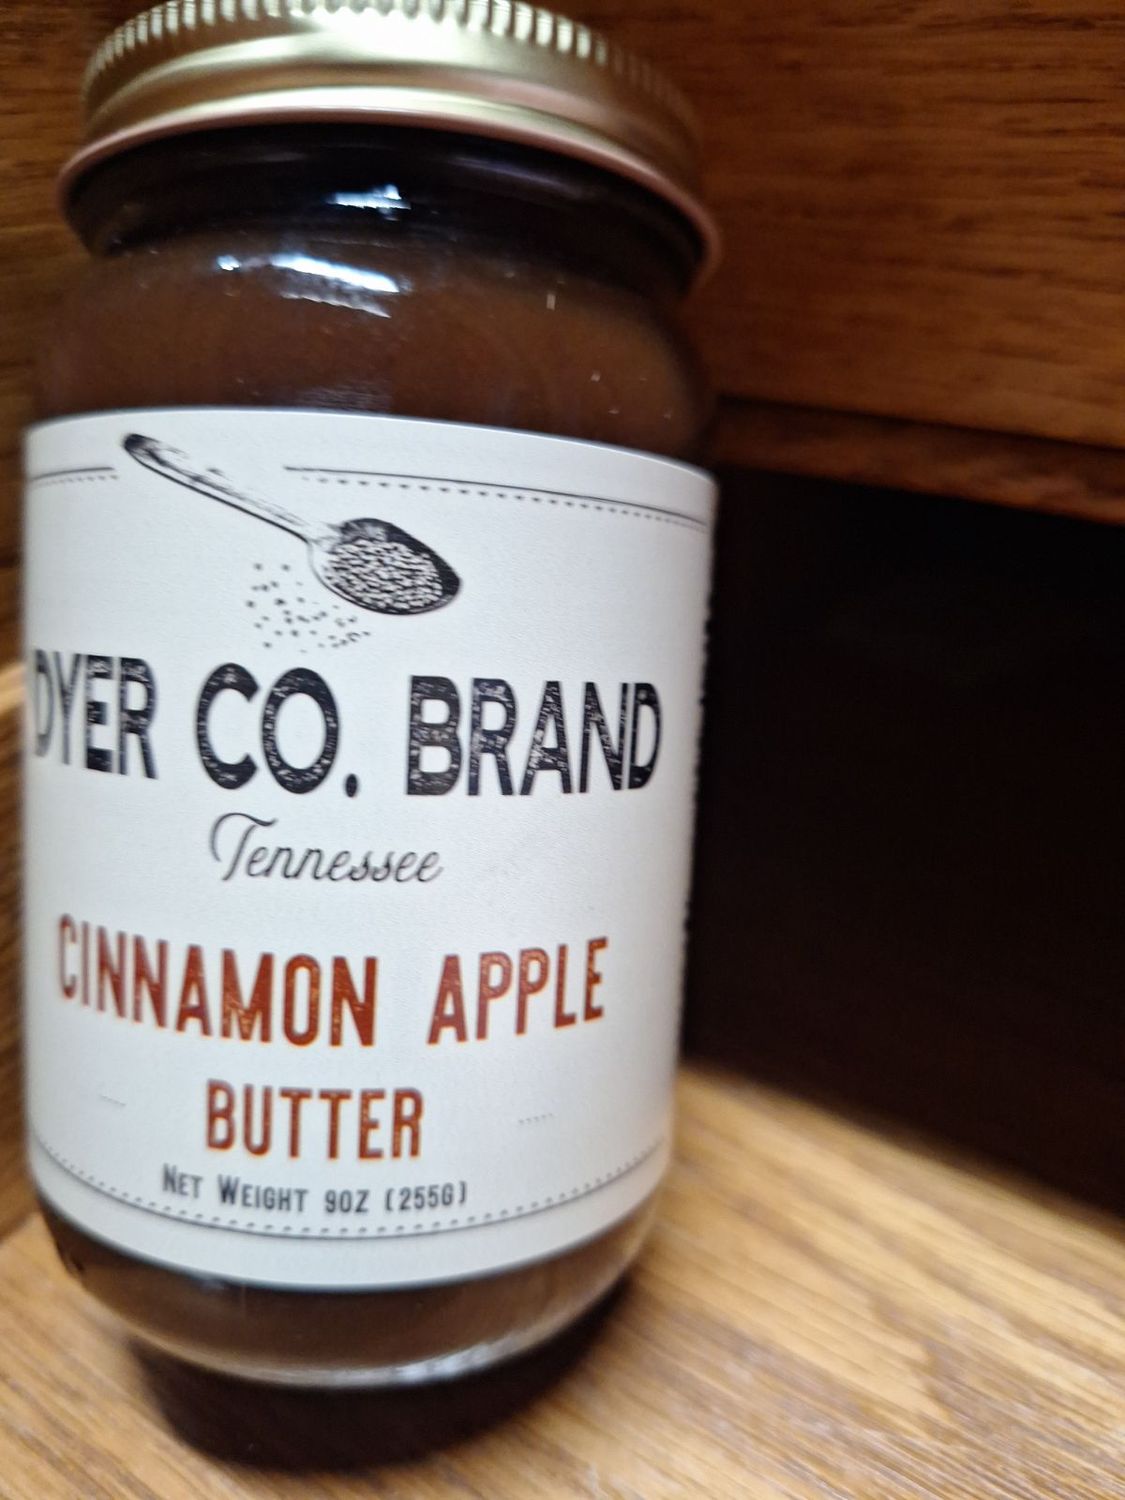 DYER CO. BRAND
Tennessee
CINNAMON APPLE
BUTTER
NET WEIGHT 9OZ (255G)